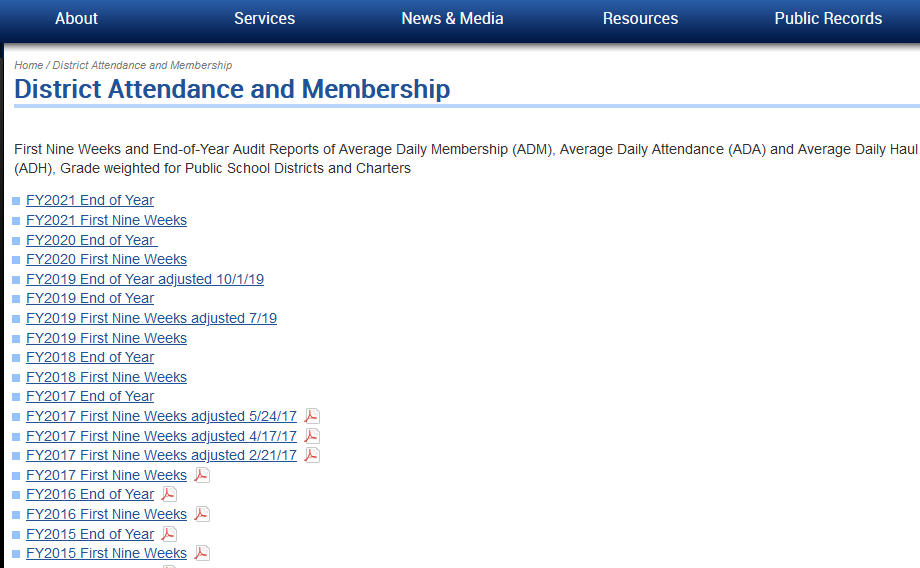 About Services News & Media Resources Public Records
Home / District Attendance and Membership
District Attendance and Membership
First Nine Weeks and End-of-Year Audit Reports of Average Daily Membership (ADM), Average Daily Attendance (ADA) and Average Daily Haul
(ADH), Grade weighted for Public School Districts and Charters
FY2021 End of Year
FY2021 First Nine Weeks
FY2020 End of Year
FY2020 First Nine Weeks
FY2019 End of Year adjusted 10/1/19
FY2019 End of Year
FY2019 First Nine Weeks adjusted 7/19
FY2019 First Nine Weeks
FY2018 End of Year
FY2018 First Nine Weeks
FY2017 End of Year
FY2017 First Nine Weeks adjusted 5/24/17
FY2017 First Nine Weeks adjusted 4/17/17
FY2017 First Nine Weeks adjusted 2/21/17
FY2017 First Nine Weeks
FY2016 End of Year
FY2016 First Nine Weeks
FY2015 End of Year
FY2015 First Nine Weeks